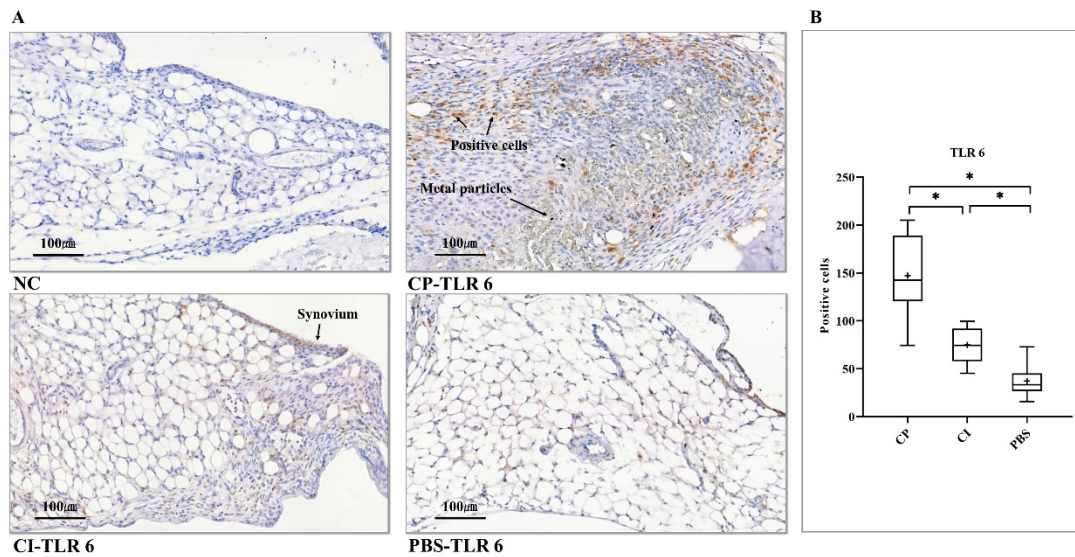 A
Positive cells
Metal particles
100㎛
100㎛
NC
CP-TLR 6
Synovium
100㎛
100㎛
CI-TLR 6
PBS-TLR 6
B
TLR 6
*
*
*
250
200
150
100
50
0
Positive cells
CP
CI
PBS